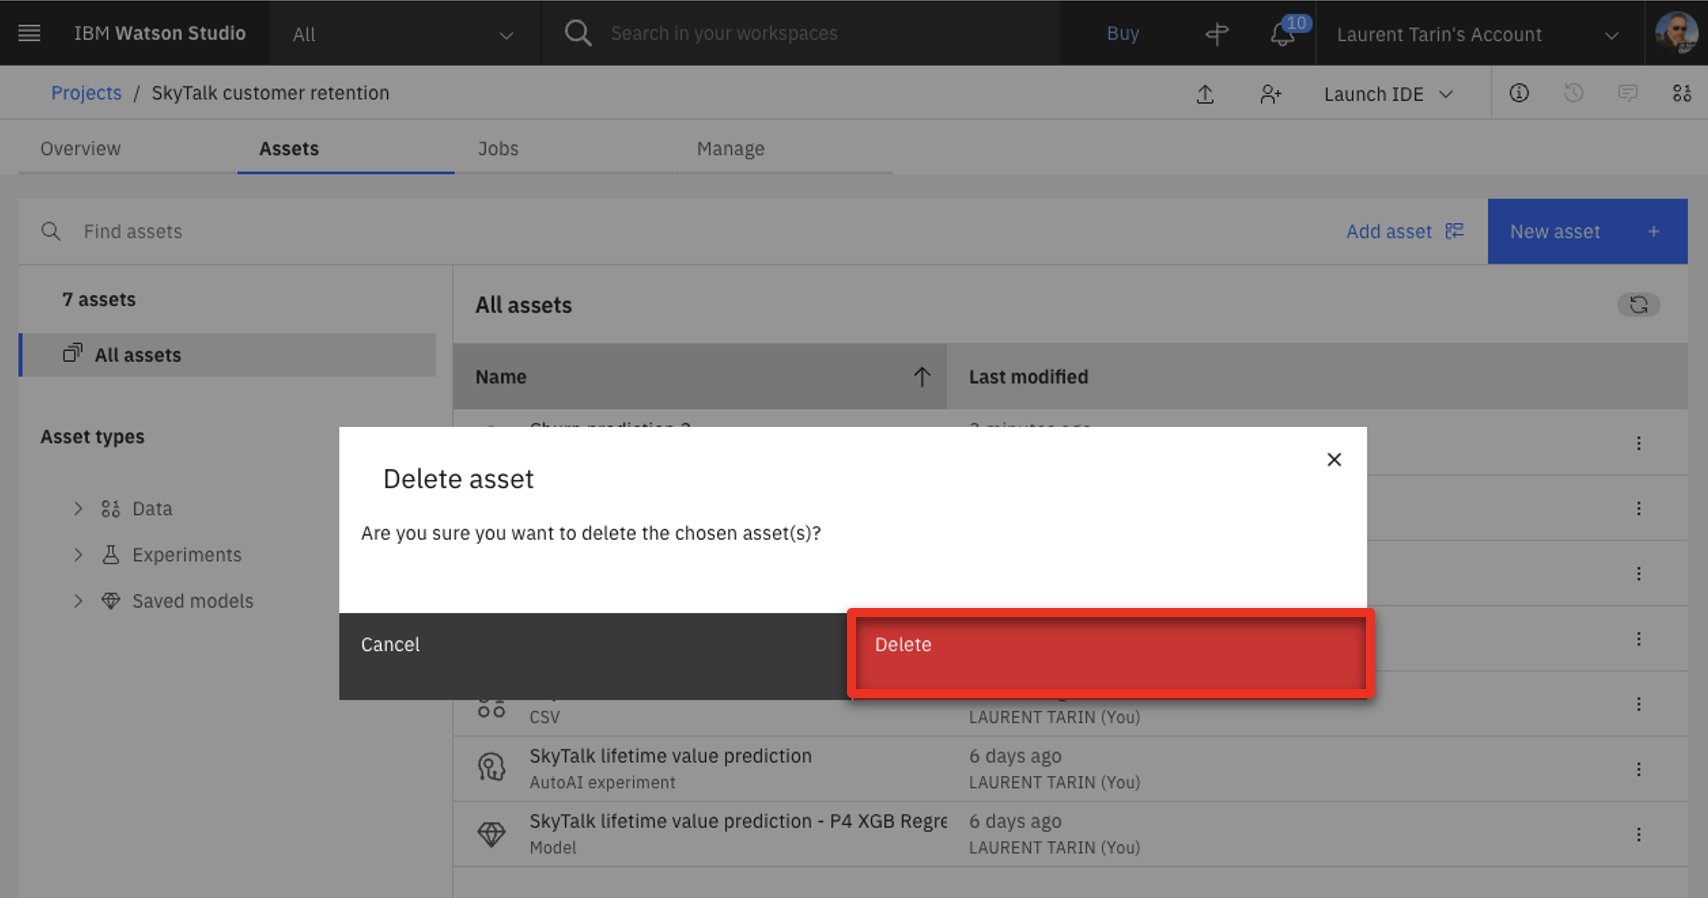 IBM Watson Studio
All
Search in your workspaces
Buy
10
Laurent Tarin's Account
Projects / SkyTalk customer retention
Launch IDE
Overview
Assets
Jobs
Manage
Find assets
Add asset
New asset +
7 assets
All assets
Asset types
Data
Experiments
Saved models
All assets
Name
Last modified
Delete asset
Are you sure you want to delete the chosen asset(s)?
Cancel
Delete
CSV
LAURENT TARIN (You)
SkyTalk lifetime value prediction
6 days ago
AutoAI experiment
LAURENT TARIN (You)
SkyTalk lifetime value prediction - P4 XGB Regre
6 days ago
Model
LAURENT TARIN (You)